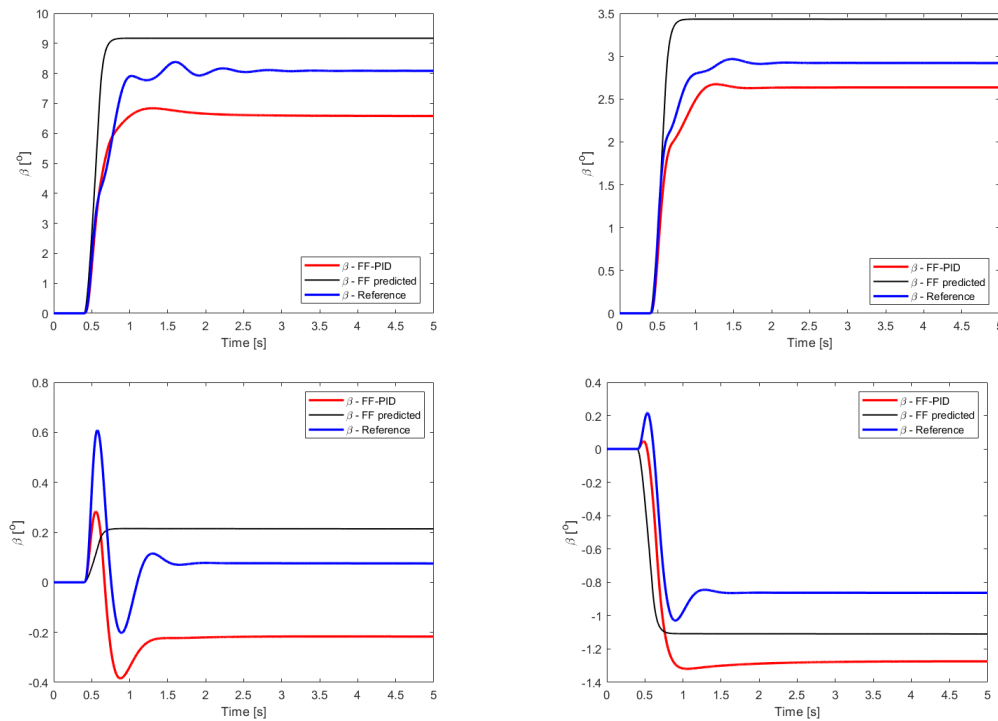 10
9
8
7
6
5
4
3
2
1
0
β [°]
β - FF-PID
β - FF predicted
β - Reference
0 0.5 1 1.5 2 2.5 3 3.5 4 4.5 5
Time [s]
3.5
3
2.5
2
1.5
1
0.5
0
β [°]
β - FF-PID
β - FF predicted
β - Reference
0 0.5 1 1.5 2 2.5 3 3.5 4 4.5 5
Time [s]
0.8
0.6
0.4
0.2
0
-0.2
-0.4
β [°]
β - FF-PID
β - FF predicted
β - Reference
0 0.5 1 1.5 2 2.5 3 3.5 4 4.5 5
Time [s]
0.4
0.2
0
-0.2
-0.4
-0.6
-0.8
-1
-1.2
-1.4
β [°]
β - FF-PID
β - FF predicted
β - Reference
0 0.5 1 1.5 2 2.5 3 3.5 4 4.5 5
Time [s]